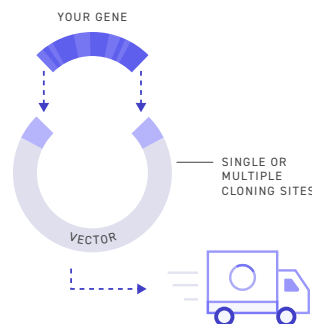 YOUR GENE
SINGLE OR
MULTIPLE
CLONING SITES
VECTOR